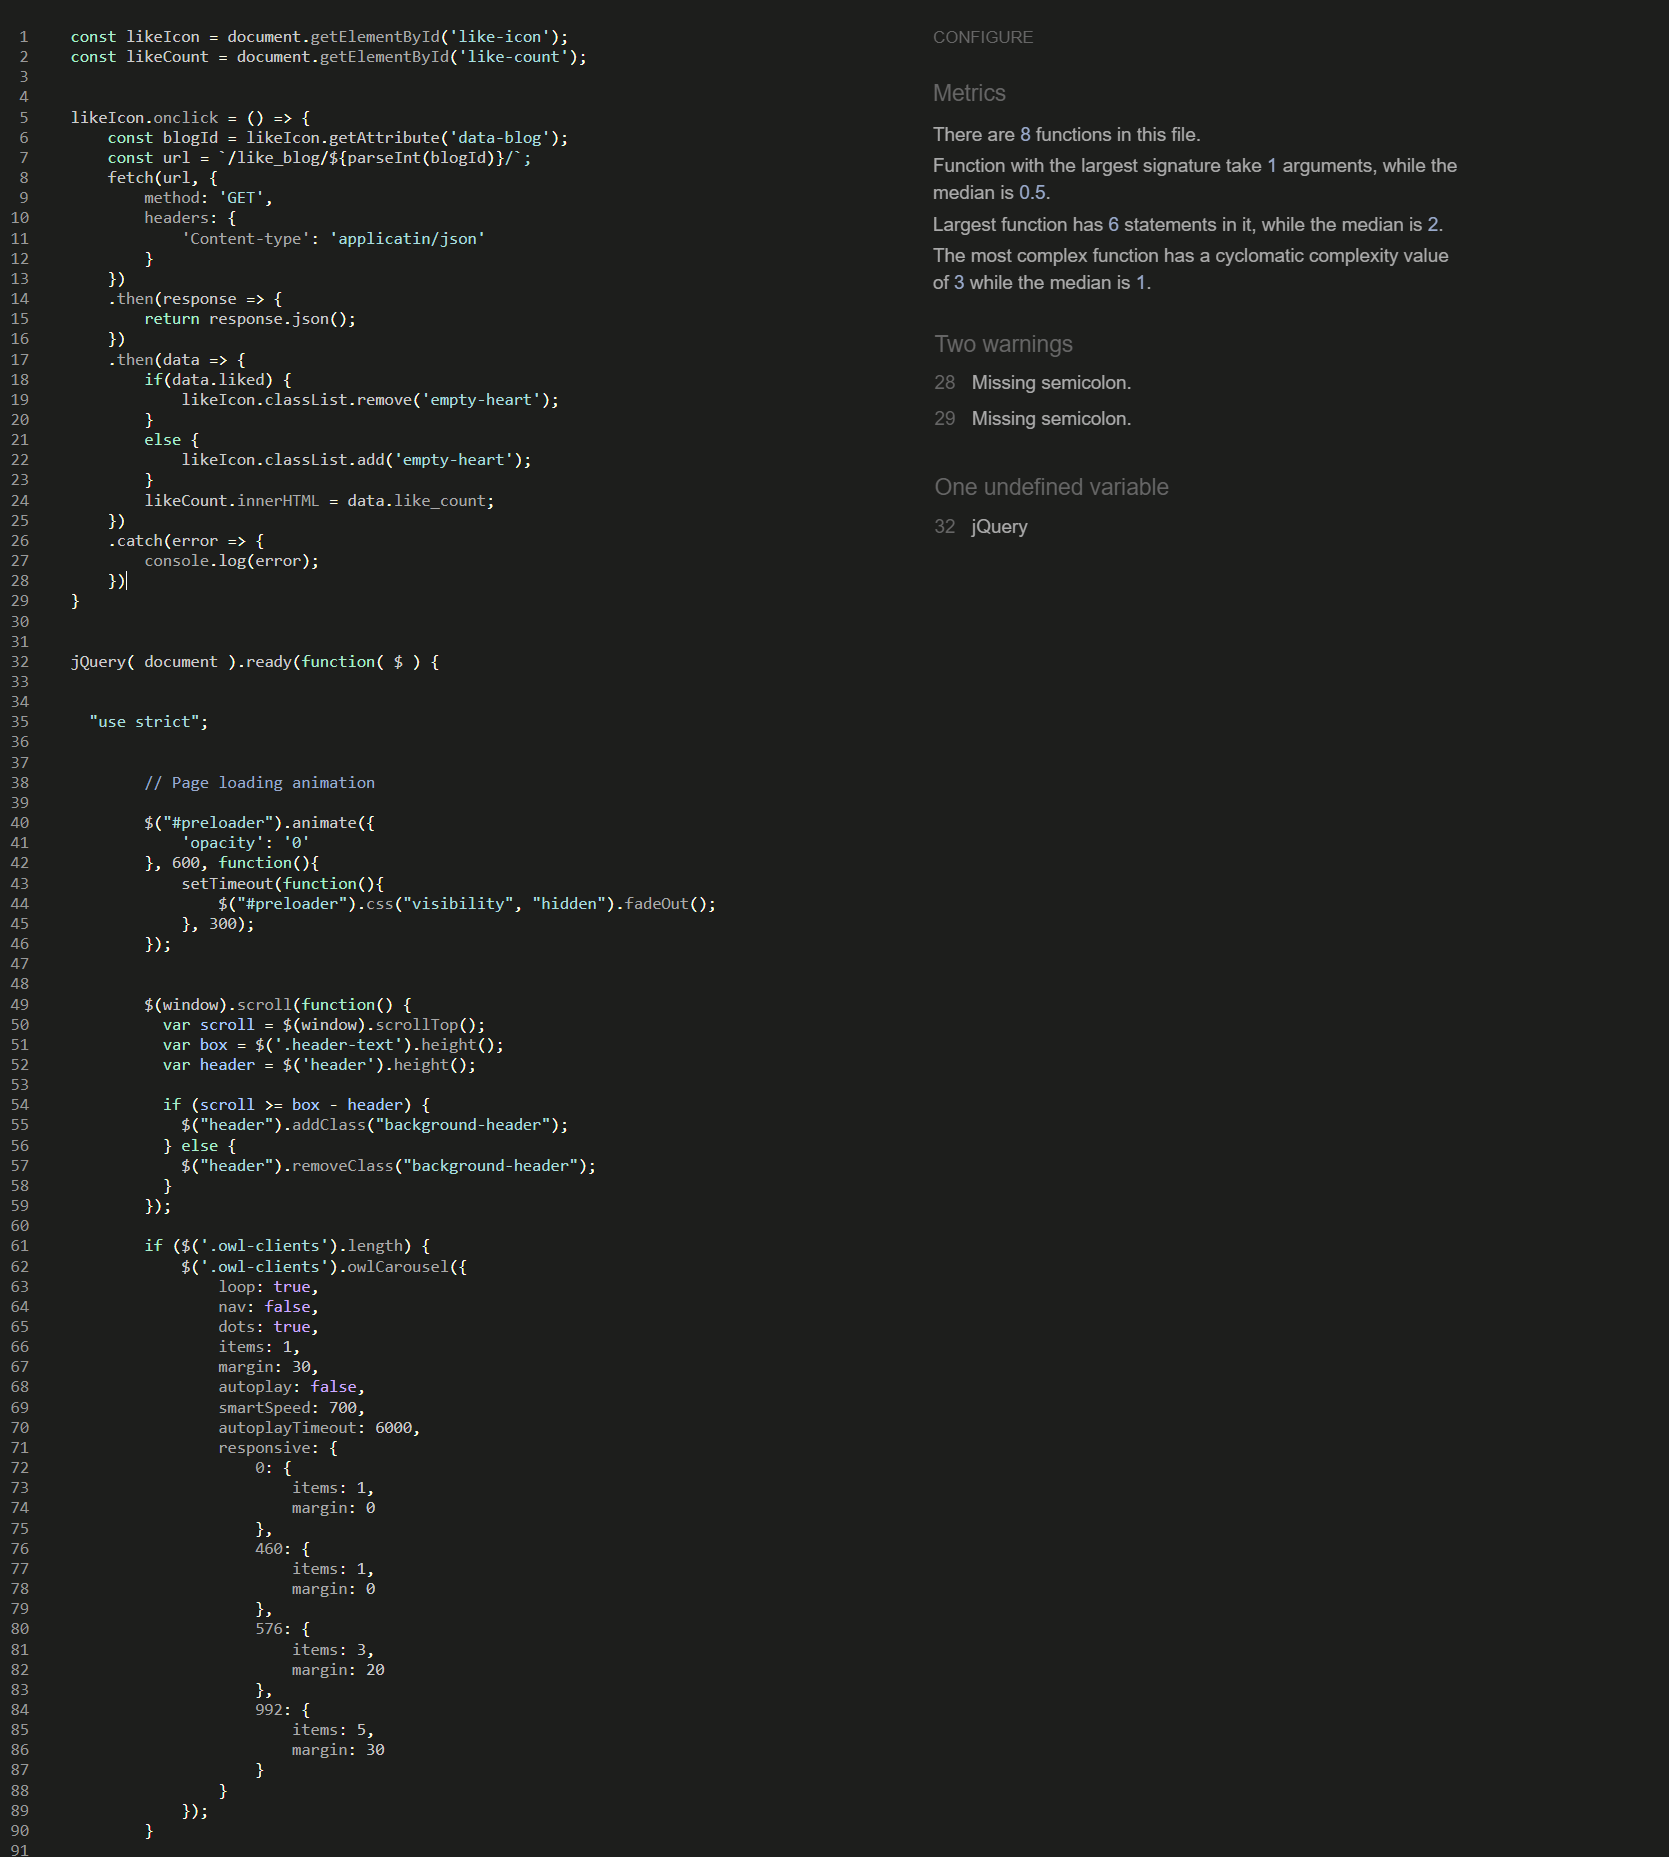 1 const likeIcon = document.getElementById('like-icon');
2 const likeCount = document.getElementById('like-count');
3
4
5 likeIcon.onclick = () => {
6     const blogId = likeIcon.getAttribute('data-blog');
7     const url = `/like_blog/${parseInt(blogId)}/`;
8     fetch(url, {
9         method: 'GET',
10         headers: {
11             'Content-type': 'applicatin/json'
12         }
13     })
14     .then(response => {
15         return response.json();
16     })
17     .then(data => {
18         if(data.liked) {
19             likeIcon.classList.remove('empty-heart');
20         }
21         else {
22             likeIcon.classList.add('empty-heart');
23         }
24         likeCount.innerHTML = data.like_count;
25     })
26     .catch(error => {
27         console.log(error);
28     })
29 }
30
31
32 jQuery( document ).ready(function( $ ) {
33
34
35   "use strict";
36
37
38         // Page loading animation
39
40         $("#preloader").animate({
41             'opacity': '0'
42         }, 600, function(){
43             setTimeout(function(){
44                 $("#preloader").css("visibility", "hidden").fadeOut();
45             }, 300);
46         });
47
48
49         $(window).scroll(function() {
50           var scroll = $(window).scrollTop();
51           var box = $('.header-text').height();
52           var header = $('header').height();
53
54           if (scroll >= box - header) {
55             $("header").addClass("background-header");
56           } else {
57             $("header").removeClass("background-header");
58           }
59         });
60
61         if ($('.owl-clients').length) {
62             $('.owl-clients').owlCarousel({
63                 loop: true,
64                 nav: false,
65                 dots: true,
66                 items: 1,
67                 margin: 30,
68                 autoplay: false,
69                 smartSpeed: 700,
70                 autoplayTimeout: 6000,
71                 responsive: {
72                     0: {
73                         items: 1,
74                         margin: 0
75                     },
76                     460: {
77                         items: 1,
78                         margin: 0
79                     },
80                     576: {
81                         items: 3,
82                         margin: 20
83                     },
84                     992: {
85                         items: 5,
86                         margin: 30
87                     }
88                 }
89             });
90         }
91
CONFIGURE
Metrics
There are 8 functions in this file.
Function with the largest signature take 1 arguments, while the
median is 0.5.
Largest function has 6 statements in it, while the median is 2.
The most complex function has a cyclomatic complexity value
of 3 while the median is 1.
Two warnings
28 Missing semicolon.
29 Missing semicolon.
One undefined variable
32 jQuery